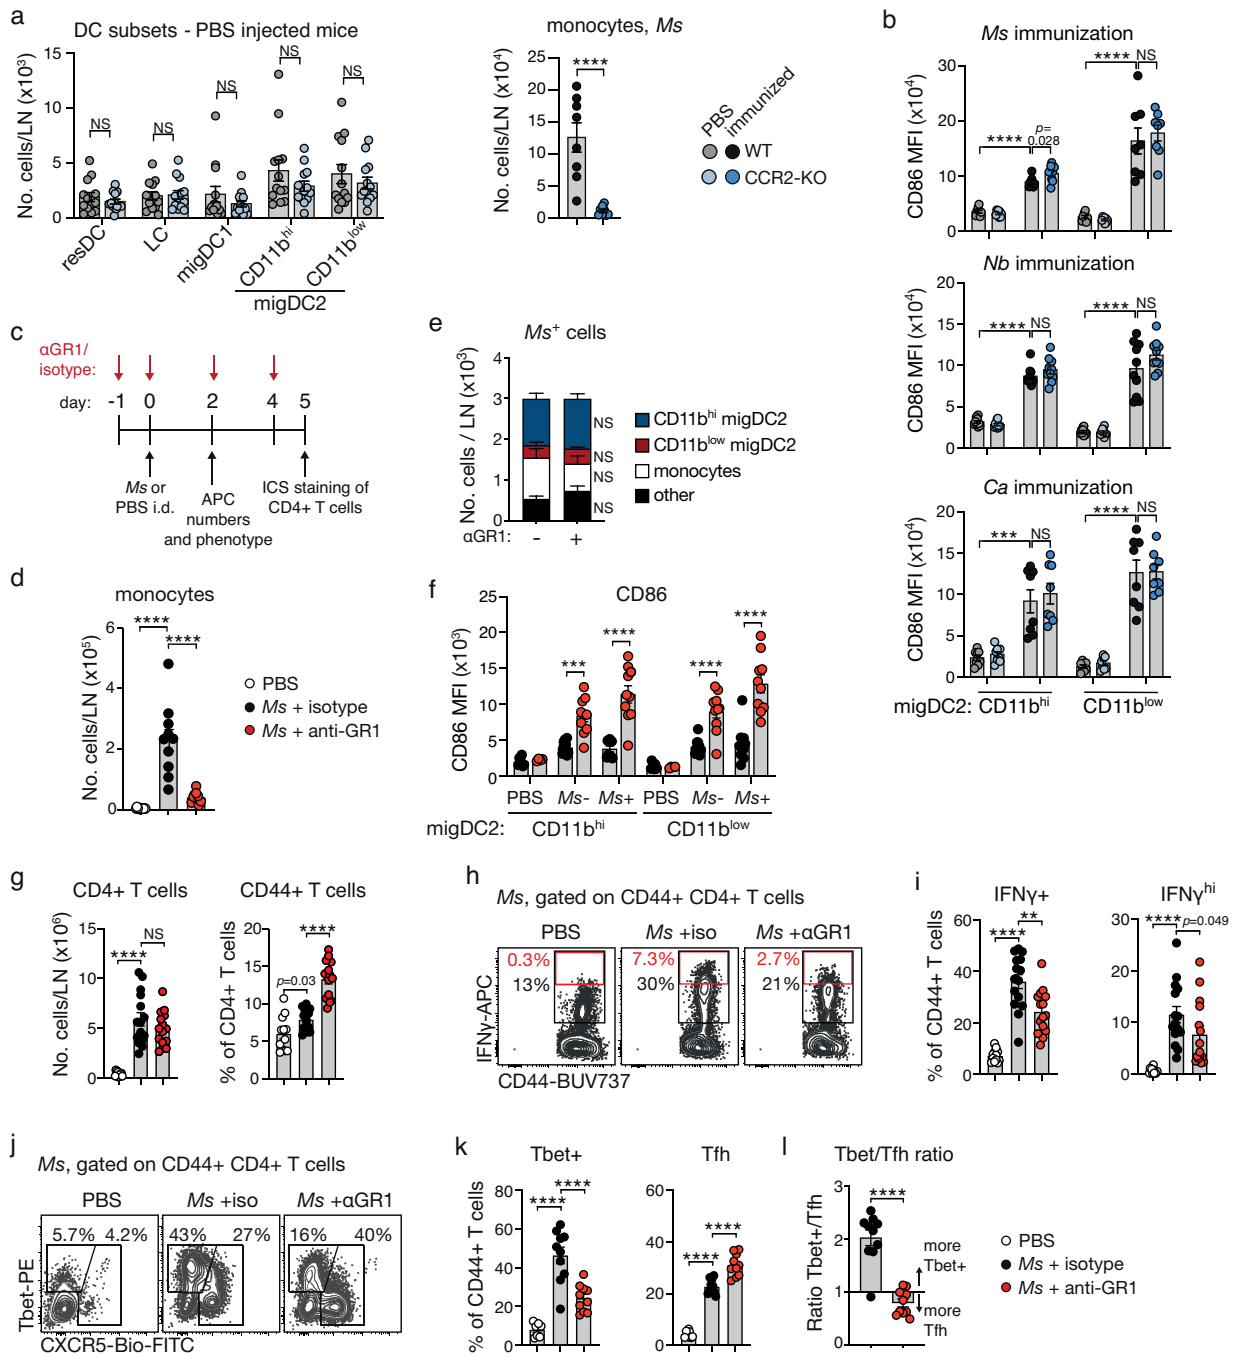 a
DC subsets - PBS injected mice
No. cells/LN (x10³)
15
10
5
0
NS
NS
NS
NS
NS
resDC
LC
migDC1
CD11bʰⁱ
CD11bˡᵒʷ
migDC2
monocytes, Ms
No. cells/LN (x10⁴)
25
20
15
10
5
0
****
PBS
immunized
WT
CCR2-KO
b
Ms immunization
CD86 MFI (x10⁴)
30
20
10
0
****
p=
0.028
****
NS
Nb immunization
CD86 MFI (x10⁴)
20
15
10
5
0
****
NS
****
NS
Ca immunization
CD86 MFI (x10⁴)
20
15
10
5
0
***
NS
****
NS
migDC2: CD11bʰⁱ CD11bˡᵒʷ
c
αGR1/
isotype:
day: -1 0 2 4 5
Ms or
PBS i.d.
APC
numbers
and phenotype
ICS staining of
CD4+ T cells
d
monocytes
No. cells/LN (x10⁵)
6
4
2
0
****
****
PBS
Ms + isotype
Ms + anti-GR1
e
Ms⁺ cells
No. cells / LN (x10³)
4
3
2
1
0
NS
NS
NS
NS
αGR1: - +
CD11bʰⁱ migDC2
CD11bˡᵒʷ migDC2
monocytes
other
f
CD86
CD86 MFI (x10³)
25
20
15
10
5
0
***
****
****
****
PBS Ms- Ms+ PBS Ms- Ms+
migDC2: CD11bʰⁱ CD11bˡᵒʷ
g
CD4+ T cells
No. cells/LN (x10⁶)
15
10
5
0
****
NS
CD44+ T cells
% of CD4+ T cells
20
15
10
5
0
p=0.03
****
h
Ms, gated on CD44+ CD4+ T cells
PBS Ms +iso Ms +αGR1
0.3% 7.3% 2.7%
13% 30% 21%
IFNγ-APC
CD44-BUV737
i
IFNγ+
% of CD44+ T cells
60
40
20
0
****
**
IFNγʰⁱ
30
20
10
0
****
p=0.049
j
Ms, gated on CD44+ CD4+ T cells
PBS Ms +iso Ms +αGR1
5.7% 4.2% 43% 27% 16% 40%
Tbet-PE
CXCR5-Bio-FITC
k
Tbet+
% of CD44+ T cells
80
60
40
20
0
****
****
Tfh
60
40
20
0
****
****
l
Tbet/Tfh ratio
Ratio Tbet+/Tfh
3
2
1
0
****
more
Tbet+
more
Tfh
PBS
Ms + isotype
Ms + anti-GR1